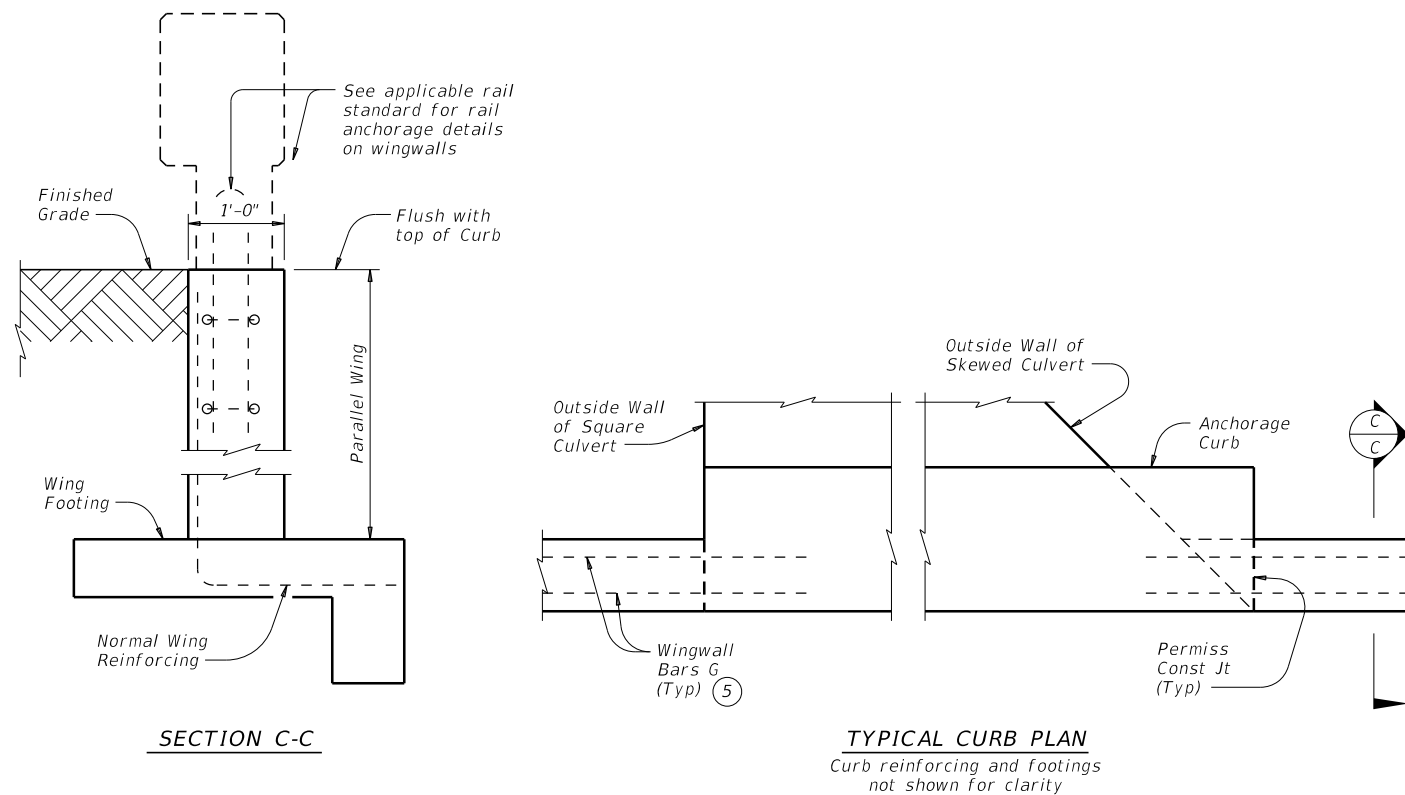 See applicable rail
standard for rail
anchorage details
on wingwalls
Finished
Grade
1'-0"
Flush with
top of Curb
Parallel Wing
Wing
Footing
Normal Wing
Reinforcing
SECTION C-C
Outside Wall of
Skewed Culvert
Outside Wall
of Square
Culvert
Anchorage
Curb
C
C
Wingwall
Bars G
(Typ) 5
Permiss
Const Jt
(Typ)
TYPICAL CURB PLAN
Curb reinforcing and footings
not shown for clarity